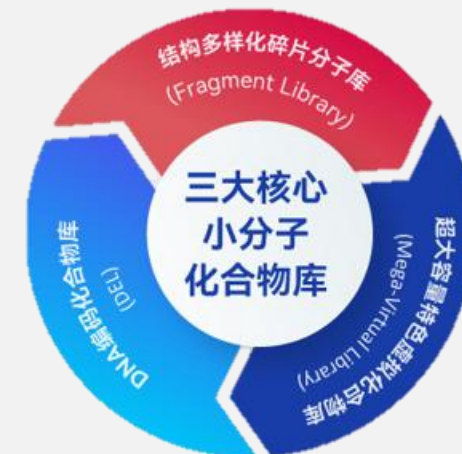 结构多样化碎片分子库
(Fragment Library)
三大核心
小分子
化合物库
超大容量特色虚拟化合物库
(Mega-Virtual Library)
DNA编码化合物库
(DEL)